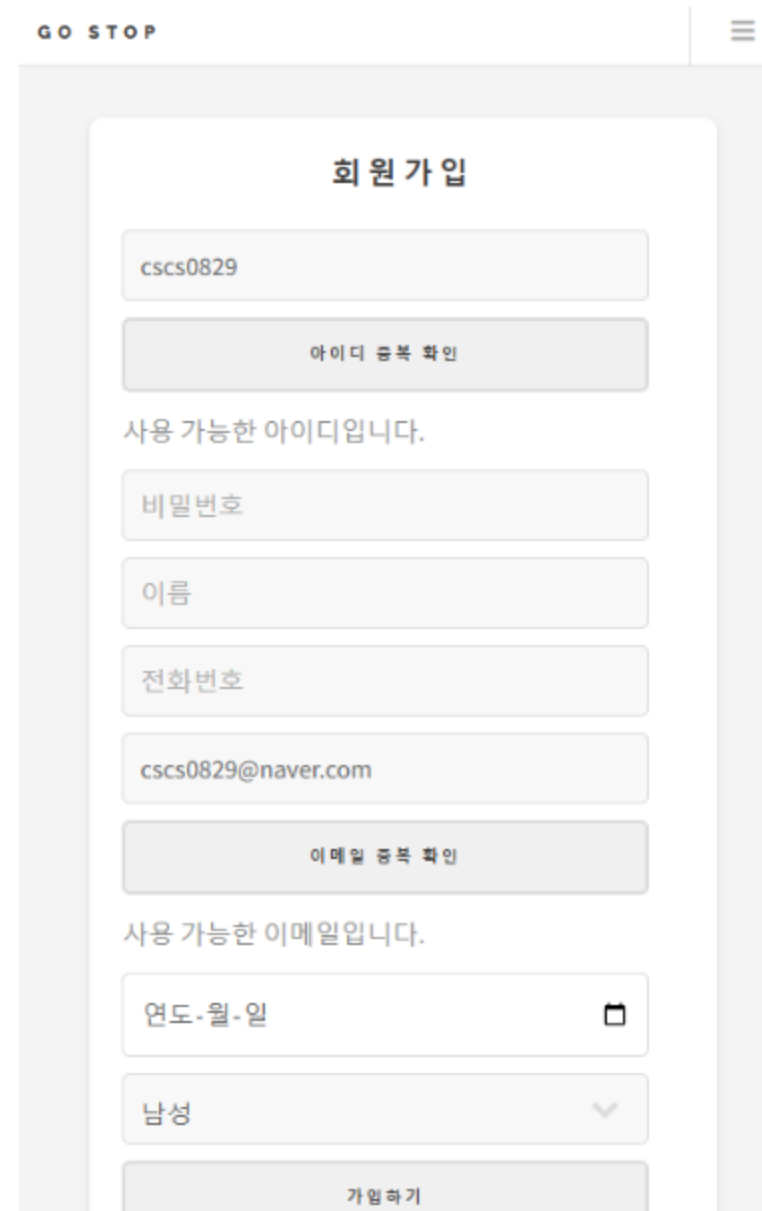 GO STOP
회원가입
cscs0829
아이디 중복 확인
사용 가능한 아이디입니다.
비밀번호
이름
전화번호
cscs0829@naver.com
이메일 중복 확인
사용 가능한 이메일입니다.
연도-월-일
남성
가입하기